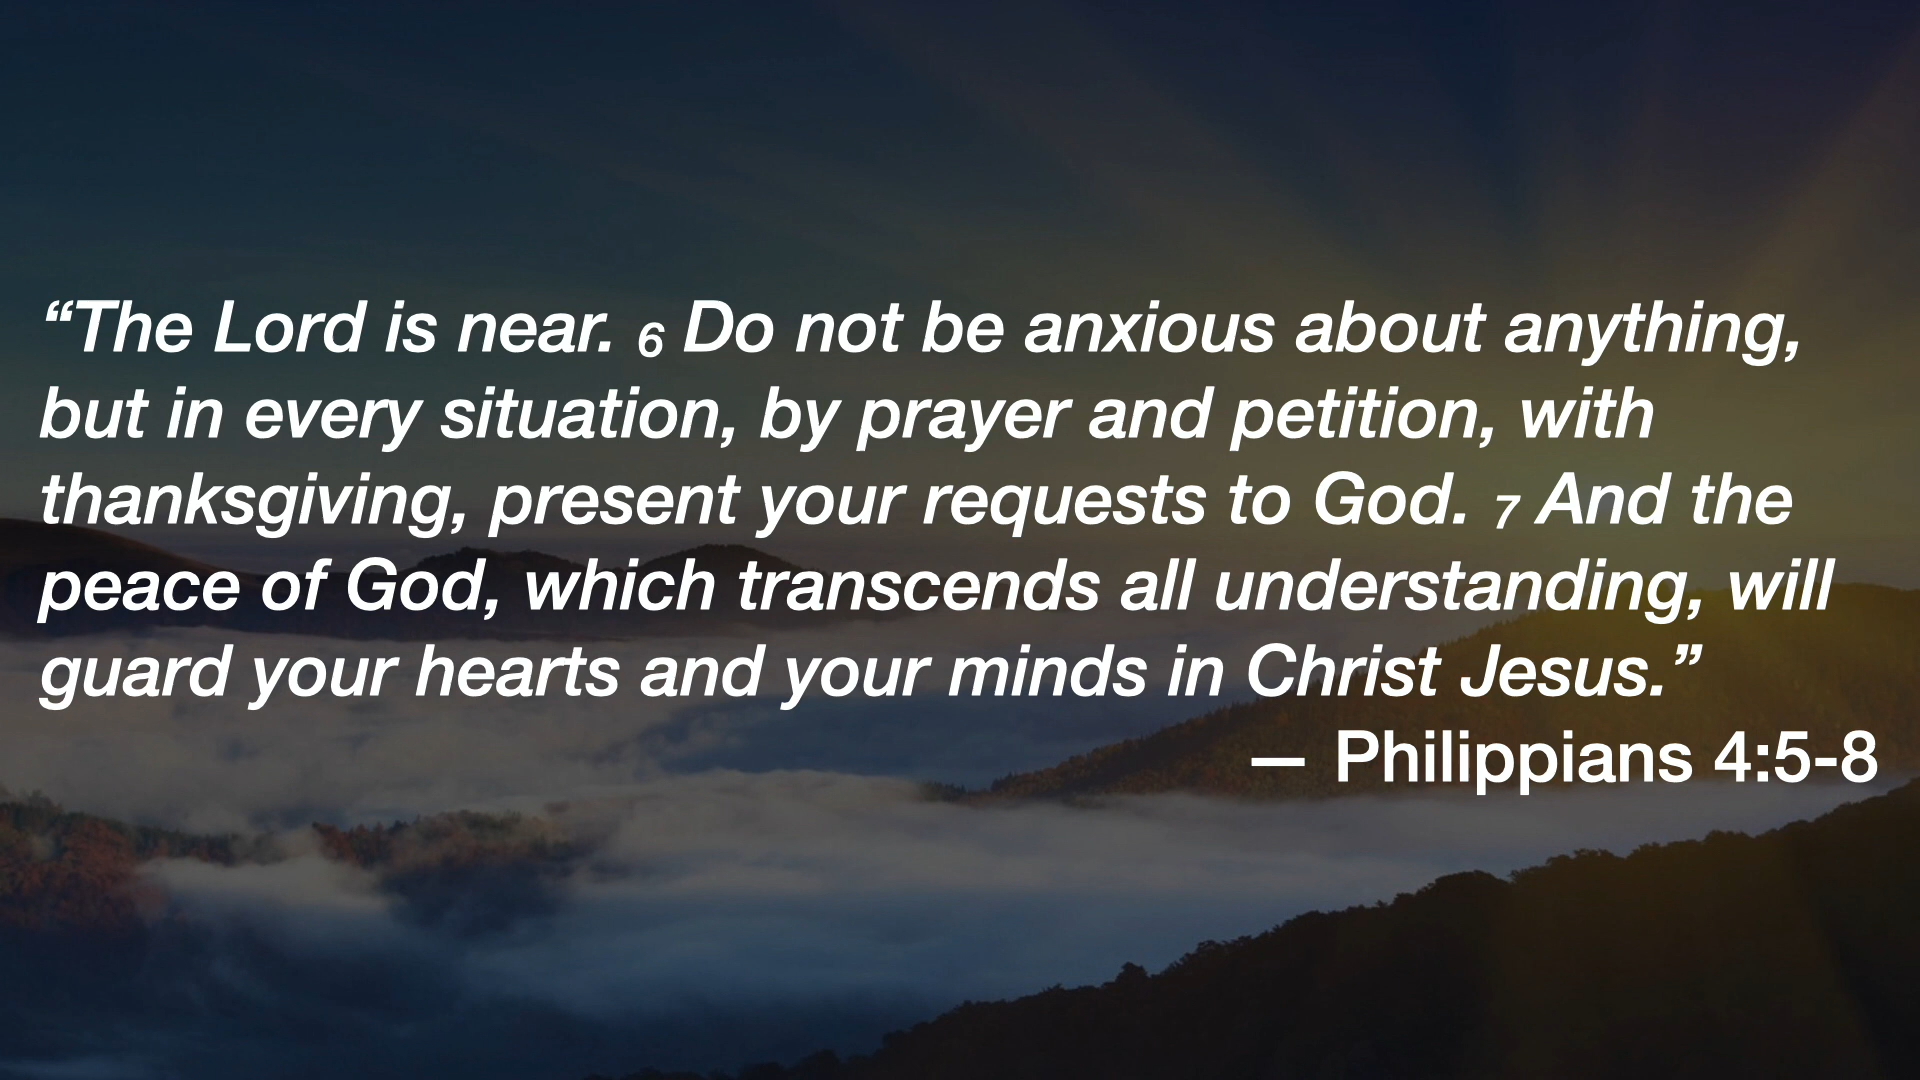 “The Lord is near. 6 Do not be anxious about anything,
but in every situation, by prayer and petition, with
thanksgiving, present your requests to God. 7 And the
peace of God, which transcends all understanding, will
guard your hearts and your minds in Christ Jesus.”
— Philippians 4:5-8